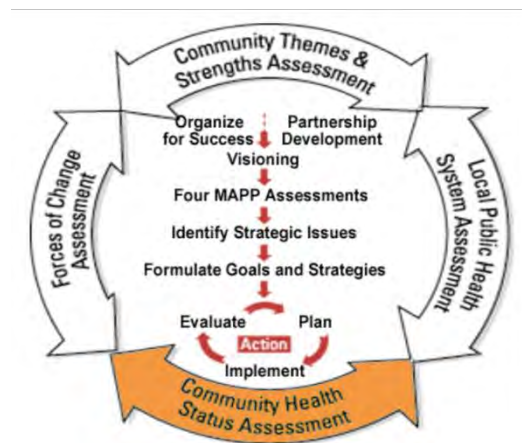 Community Themes &
Strengths Assessment
Organize
for Success
Partnership
Development
Visioning
Four MAPP Assessments
Identify Strategic Issues
Formulate Goals and Strategies
Evaluate
Plan
Action
Implement
Forces of Change
Assessment
Local Public Health
System Assessment
Community Health
Status Assessment